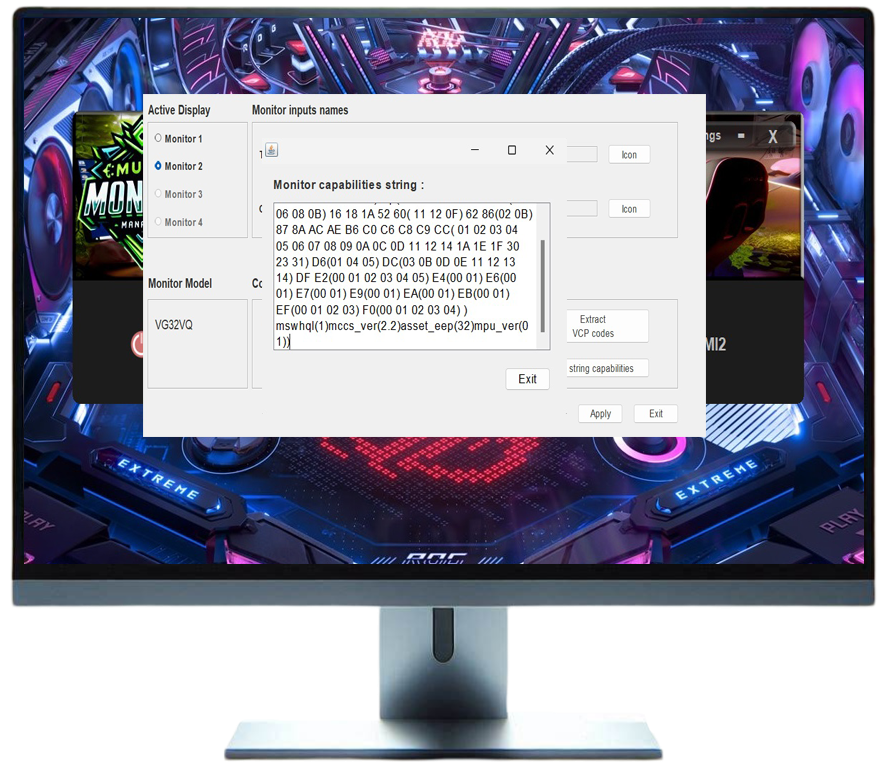 ROG
Active Display
Monitor inputs names
Monitor 1
Monitor 2
Monitor 3
Monitor 4
Icon
Icon
Monitor capabilities string :
06 08 0B) 16 18 1A 52 60( 11 12 0F) 62 86(02 0B)
87 8A AC AE B6 C0 C6 C8 C9 CC( 01 02 03 04
05 06 07 08 09 0A 0C 0D 11 12 14 1A 1E 1F 30
23 31) D6(01 04 05) DC(03 0B 0D 0E 11 12 13
14) DF E2(00 01 02 03 04 05) E4(00 01) E6(00
01) E7(00 01) E9(00 01) EA(00 01) EB(00 01)
EF(00 01 02 03) F0(00 01 02 03 04) )
mswhql(1)mccs_ver(2.2)asset_eep(32)mpu_ver(0
1))
Exit
ngs - X
MON
Monitor Model
Co
VG32VQ
Extract
VCP codes
string capabilities
MI2
Apply
Exit
EXTREME
EXTREME
PLAY
PLAY
ROG